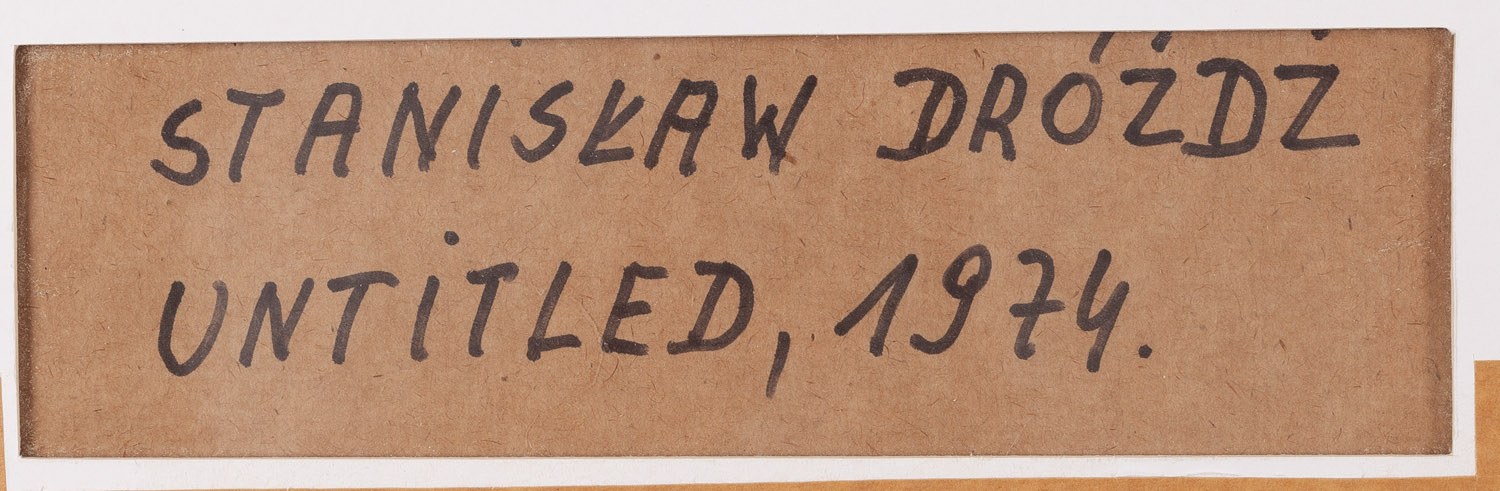 STANISŁAW DRÓŻDŻ
UNTITLED, 1974.